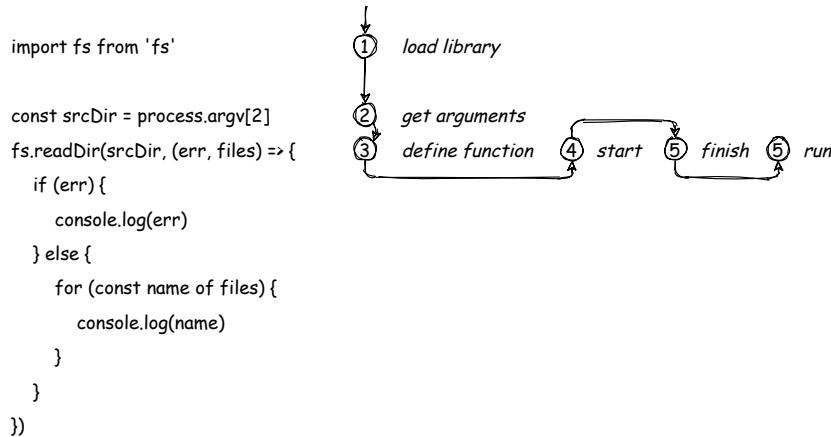 import fs from 'fs' 1 load library
const srcDir = process.argv[2] 2 get arguments
fs.readDir(srcDir, (err, files) => { 3 define function 4 start 5 finish 5 run
if (err) {
console.log(err)
} else {
for (const name of files) {
console.log(name)
}
}
})